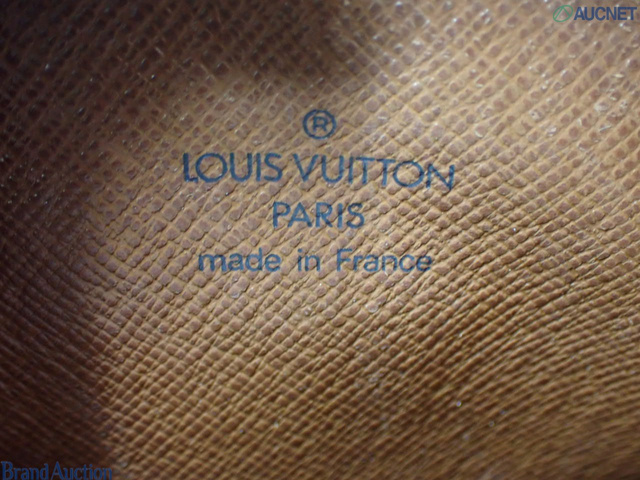 AUCNET
®
LOUIS VUITTON
PARIS
made in France
Brand Auction